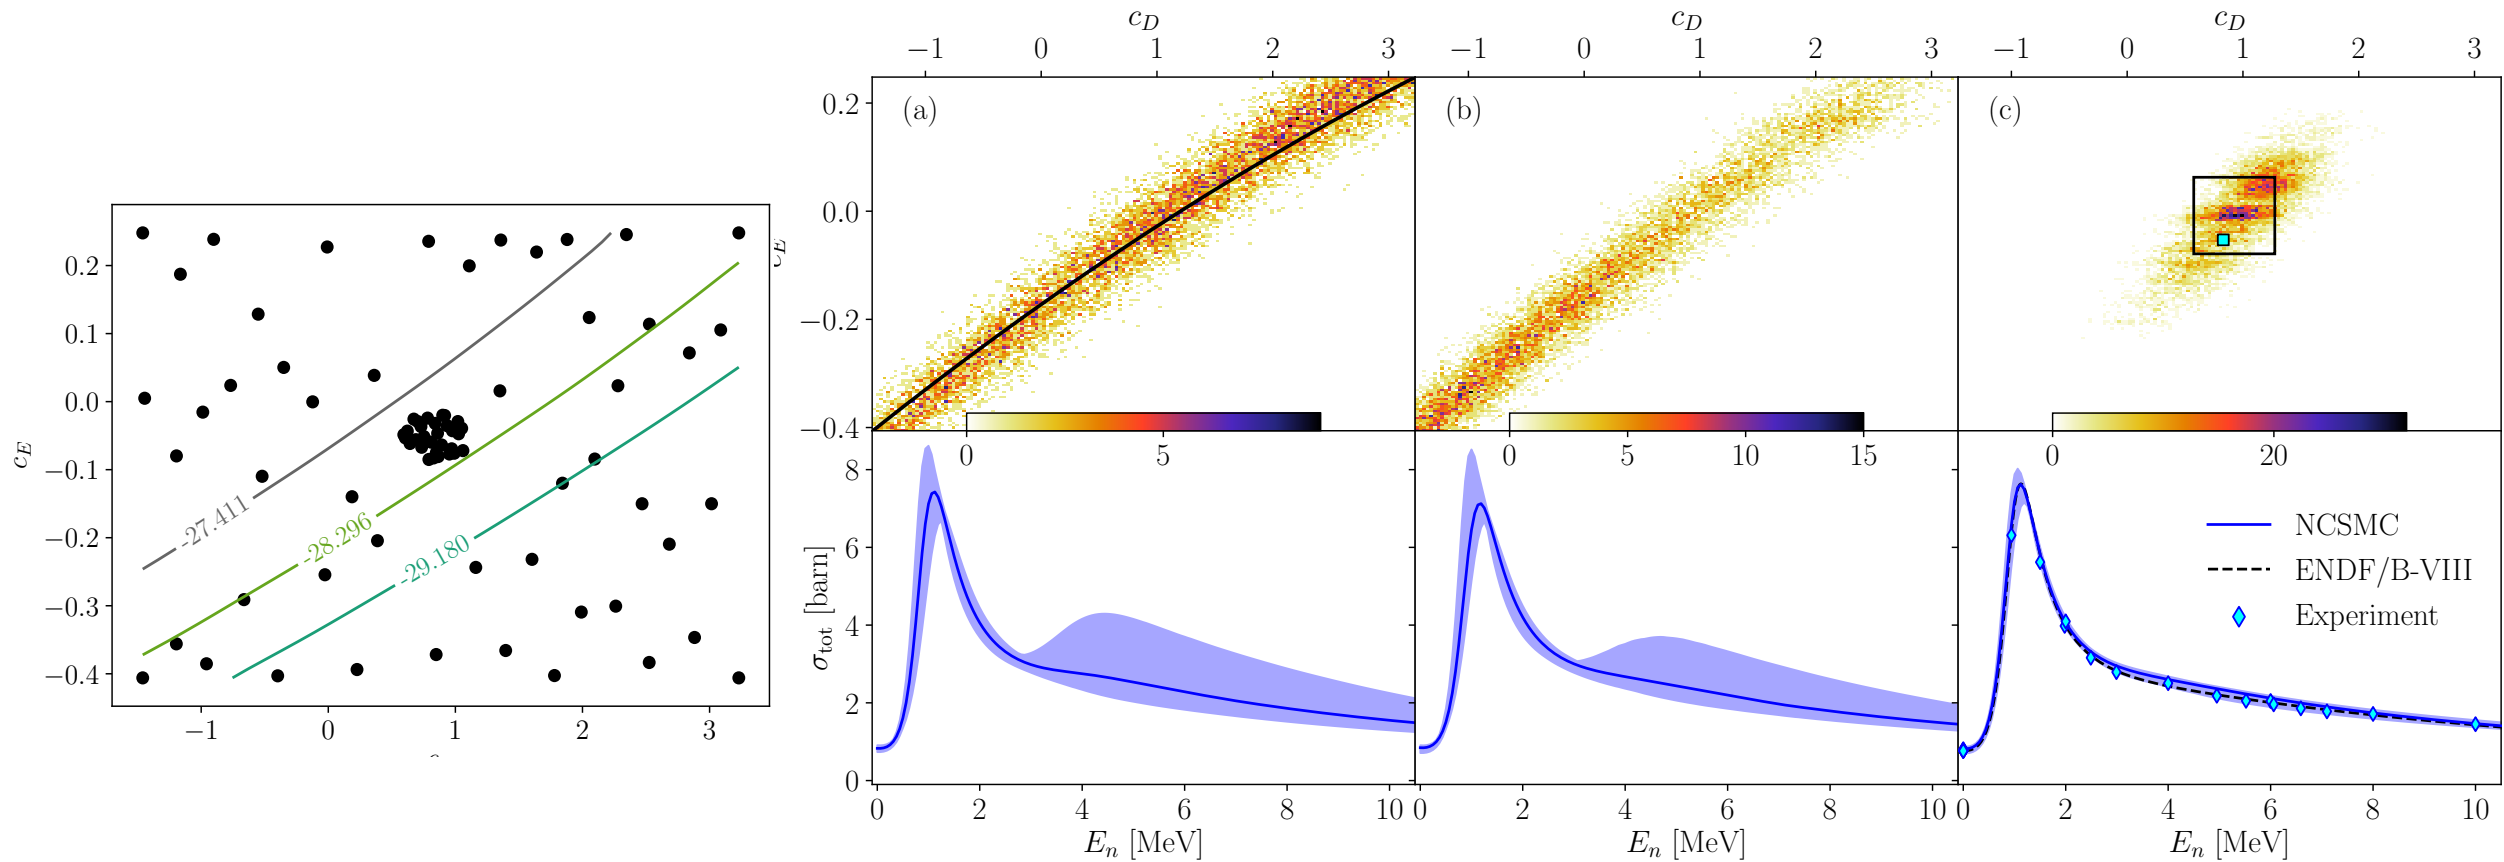 c_D c_D c_D
−1 0 1 2 3 −1 0 1 2 3 −1 0 1 2 3
(a) (b) (c)
0.2
0.0
−0.2
−0.4
0 5
0 5 10 15
0 20
c_E
0.2
0.1
0.0
−0.1
−0.2
−0.3
−0.4
c_E
-27.411
-28.296
-29.180
−1 0 1 2 3
σ_tot [barn]
8
6
4
2
0
NCSMC
ENDF/B-VIII
Experiment
0 2 4 6 8 10 0 2 4 6 8 10 0 2 4 6 8 10
E_n [MeV] E_n [MeV] E_n [MeV]